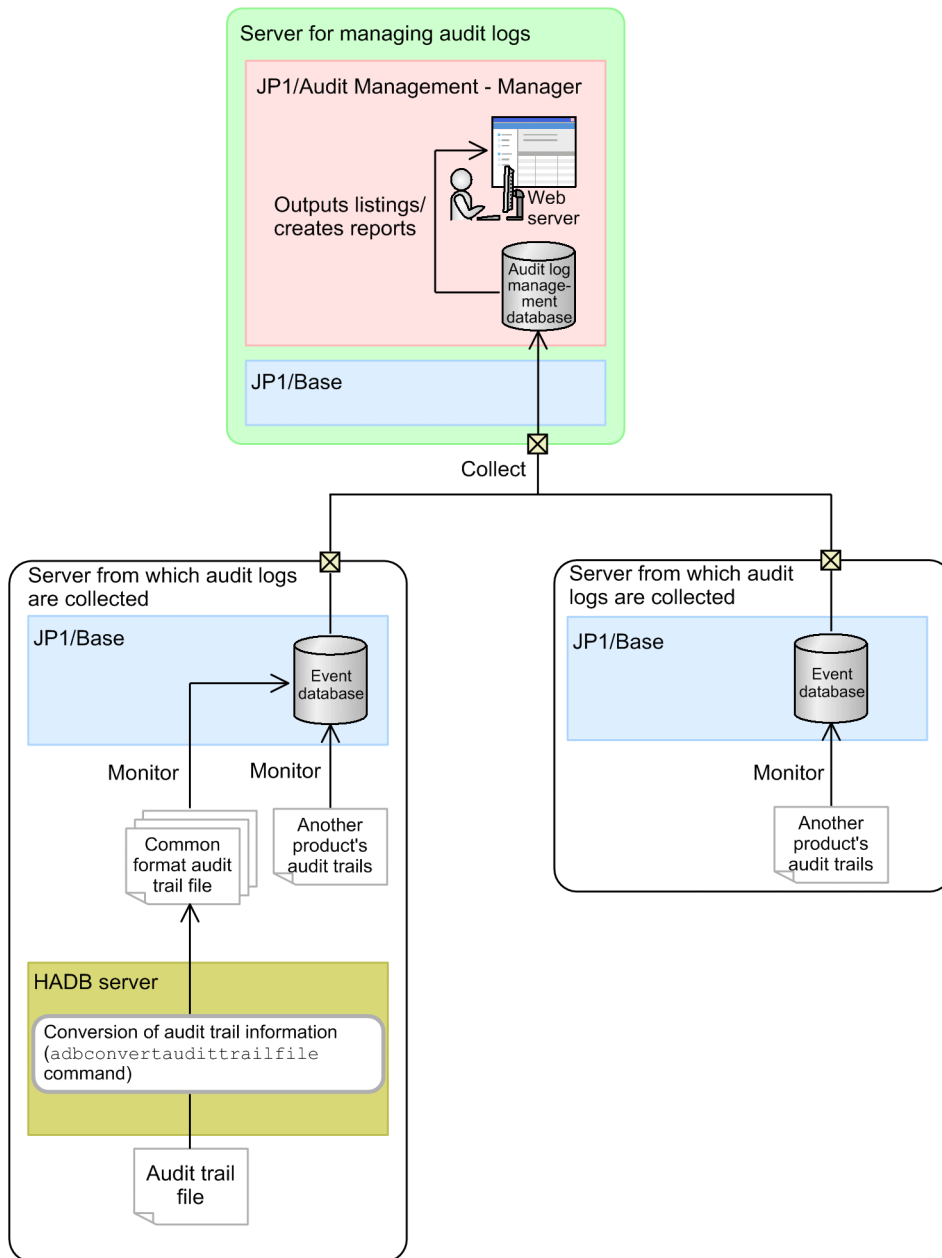 Server for managing audit logs
JP1/Audit Management - Manager
Outputs listings/
creates reports
Web
server
Audit log
manage-
ment
database
JP1/Base
Collect
Server from which audit logs
are collected
JP1/Base
Event
database
Monitor
Monitor
Common
format audit
trail file
Another
product's
audit trails
HADB server
Conversion of audit trail information
(adbconvertaudittrailfile
command)
Audit trail
file
Server from which audit
logs are collected
JP1/Base
Event
database
Monitor
Another
product's
audit trails